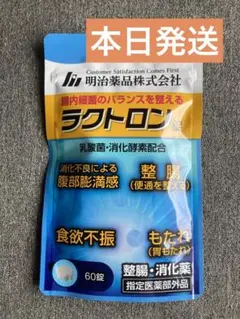 本日発送
Customer Satisfaction Comes First
明治薬品株式会社
腸内細菌のバランスを整える
ラクトロン錠
乳酸菌・消化酵素配合
消化不良による
腹部膨満感
整腸
(便通を整える)
食欲不振
もたれ
(胃もたれ)
60錠
整腸・消化薬
指定医薬部外品